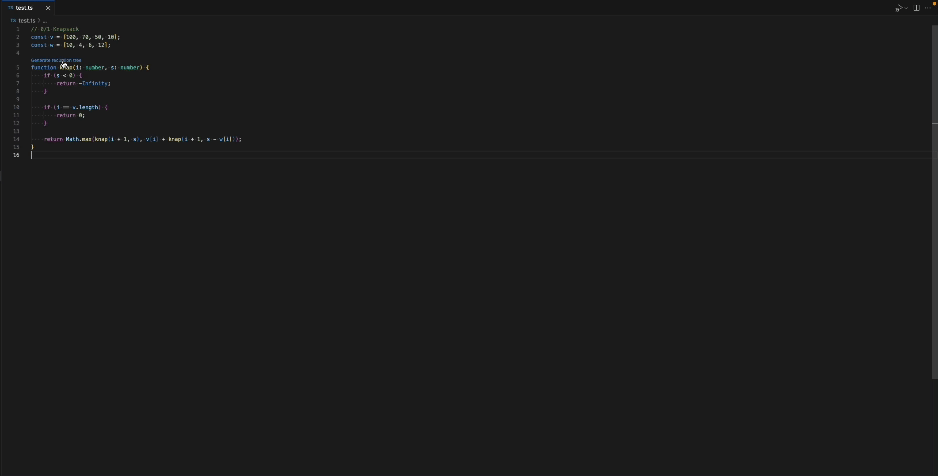 TS test.ts ×
TS test.ts ? ...
1 // 0/1 Knapsack
2 const v = [100, 70, 50, 10];
3 const w = [10, 4, 6, 12];
4
Generate recursion tree
5 function knap(i: number, s: number) {
6 if (s < 0) {
7 return -Infinity;
8 }
9
10 if (i == v.length) {
11 return 0;
12 }
13
14 return Math.max(knap(i + 1, s), v[i] + knap(i + 1, s - w[i]));
15 }
16